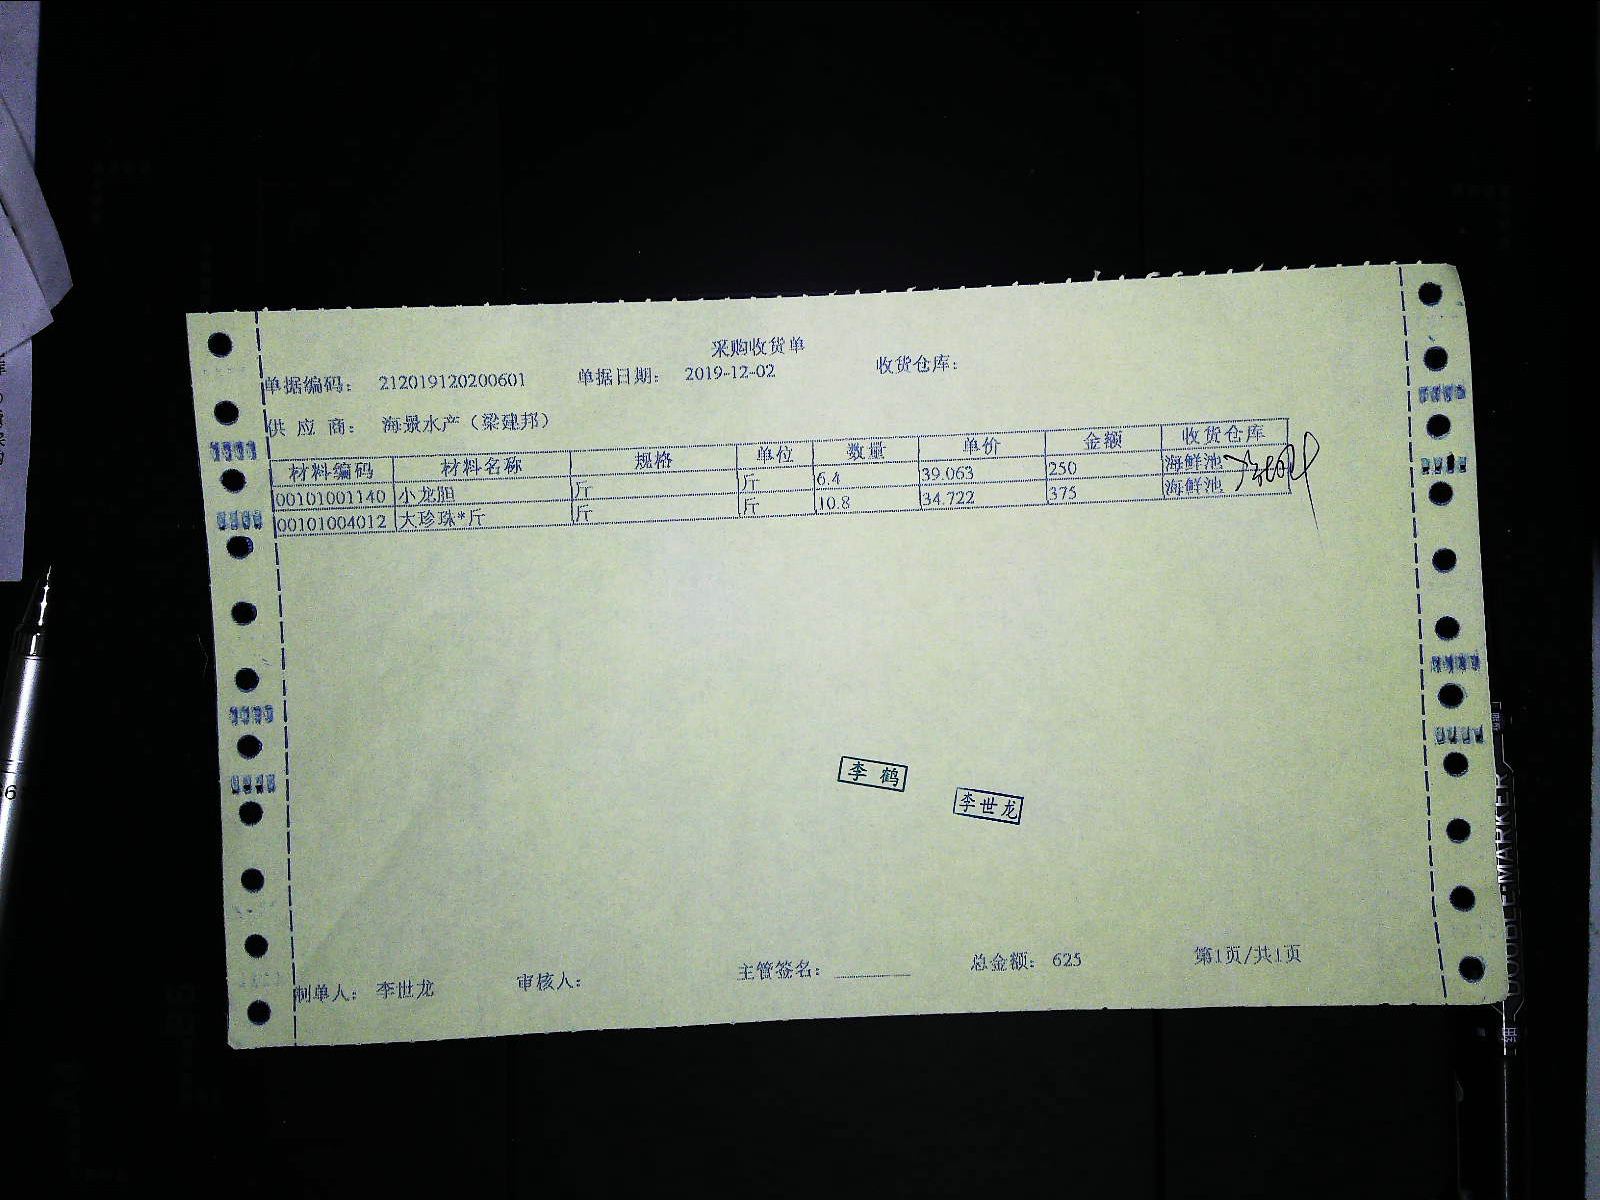 采购收货单
单据编码： 212019120200601 单据日期： 2019-12-02 收货仓库：
供 应 商： 海景水产（梁建邦）
材料编码 材料名称 规格 单位 数量 单价 金额 收货仓库
00101001140 小龙胆 斤 斤 6.4 39.063 250 海鲜池
00101004012 大珍珠*斤 斤 斤 10.8 34.722 375 海鲜池
李 鹤
李世龙
制单人： 李世龙 审核人： 主管签名： 总金额： 625 第1页/共1页
DOUBLE-MARKER